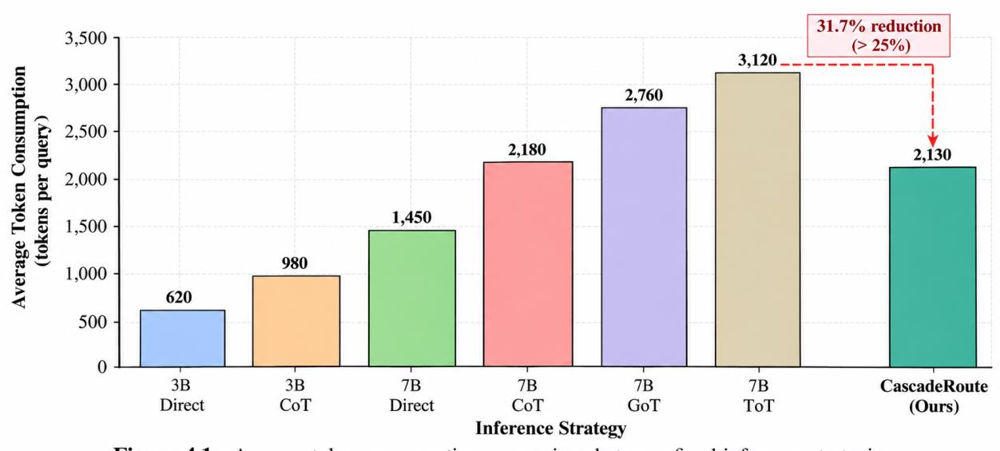 31.7% reduction
(> 25%)
3,500
3,000
2,500
2,000
1,500
1,000
500
0
Average Token Consumption
(tokens per query)
620
980
1,450
2,180
2,760
3,120
2,130
3B
Direct
3B
CoT
7B
Direct
7B
CoT
7B
GoT
7B
ToT
CascadeRoute
(Ours)
Inference Strategy